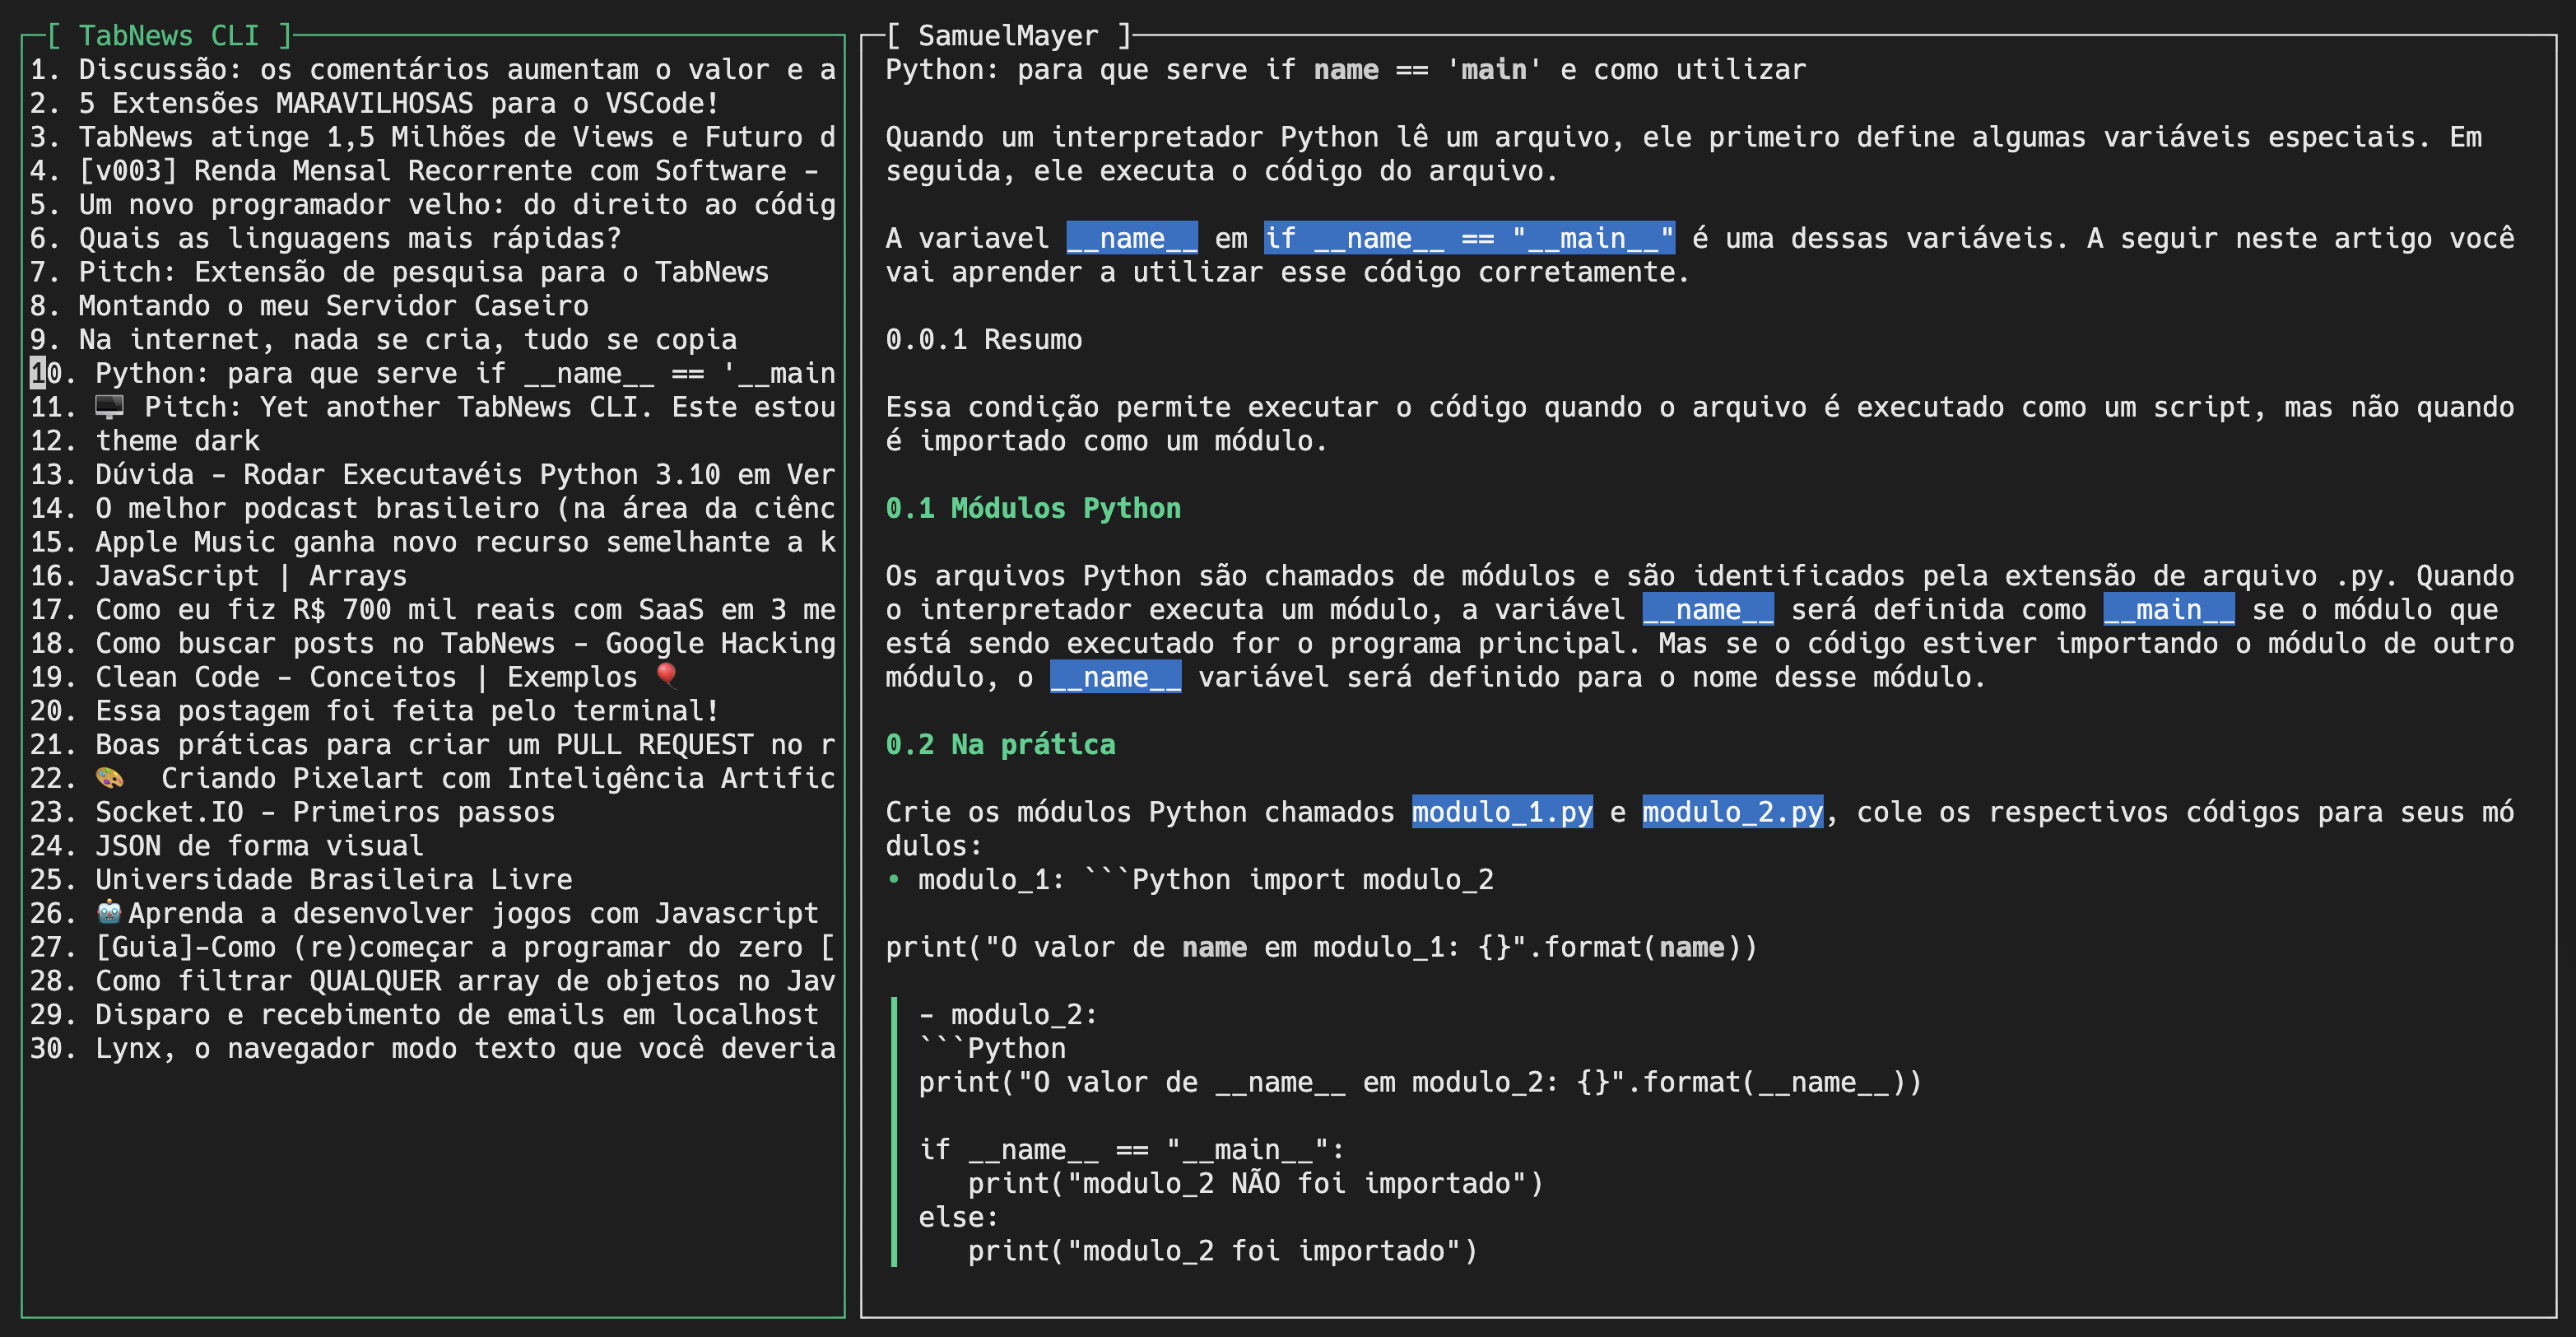 [ TabNews CLI ]
1. Discussão: os comentários aumentam o valor e a
2. 5 Extensões MARAVILHOSAS para o VSCode!
3. TabNews atinge 1,5 Milhões de Views e Futuro d
4. [v003] Renda Mensal Recorrente com Software -
5. Um novo programador velho: do direito ao códig
6. Quais as linguagens mais rápidas?
7. Pitch: Extensão de pesquisa para o TabNews
8. Montando o meu Servidor Caseiro
9. Na internet, nada se cria, tudo se copia
10. Python: para que serve if __name__ == '__main
11. 🖥️ Pitch: Yet another TabNews CLI. Este estou
12. theme dark
13. Dúvida - Rodar Executavéis Python 3.10 em Ver
14. O melhor podcast brasileiro (na área da ciênc
15. Apple Music ganha novo recurso semelhante a k
16. JavaScript | Arrays
17. Como eu fiz R$ 700 mil reais com SaaS em 3 me
18. Como buscar posts no TabNews - Google Hacking
19. Clean Code - Conceitos | Exemplos 🎈
20. Essa postagem foi feita pelo terminal!
21. Boas práticas para criar um PULL REQUEST no r
22. 🎨 Criando Pixelart com Inteligência Artific
23. Socket.IO - Primeiros passos
24. JSON de forma visual
25. Universidade Brasileira Livre
26. 🤖Aprenda a desenvolver jogos com Javascript
27. [Guia]-Como (re)começar a programar do zero [
28. Como filtrar QUALQUER array de objetos no Jav
29. Disparo e recebimento de emails em localhost
30. Lynx, o navegador modo texto que você deveria
[ SamuelMayer ]
Python: para que serve if name == 'main' e como utilizar
Quando um interpretador Python lê um arquivo, ele primeiro define algumas variáveis especiais. Em
seguida, ele executa o código do arquivo.
A variavel __name__ em if __name__ == "__main__" é uma dessas variáveis. A seguir neste artigo você
vai aprender a utilizar esse código corretamente.
0.0.1 Resumo
Essa condição permite executar o código quando o arquivo é executado como um script, mas não quando
é importado como um módulo.
0.1 Módulos Python
Os arquivos Python são chamados de módulos e são identificados pela extensão de arquivo .py. Quando
o interpretador executa um módulo, a variável __name__ será definida como __main__ se o módulo que
está sendo executado for o programa principal. Mas se o código estiver importando o módulo de outro
módulo, o __name__ variável será definido para o nome desse módulo.
0.2 Na prática
Crie os módulos Python chamados modulo_1.py e modulo_2.py, cole os respectivos códigos para seus mó
dulos:
• modulo_1: ```Python import modulo_2
print("O valor de name em modulo_1: {}".format(name))
- modulo_2:
```Python
print("O valor de __name__ em modulo_2: {}".format(__name__))
if __name__ == "__main__":
print("modulo_2 NÃO foi importado")
else:
print("modulo_2 foi importado")